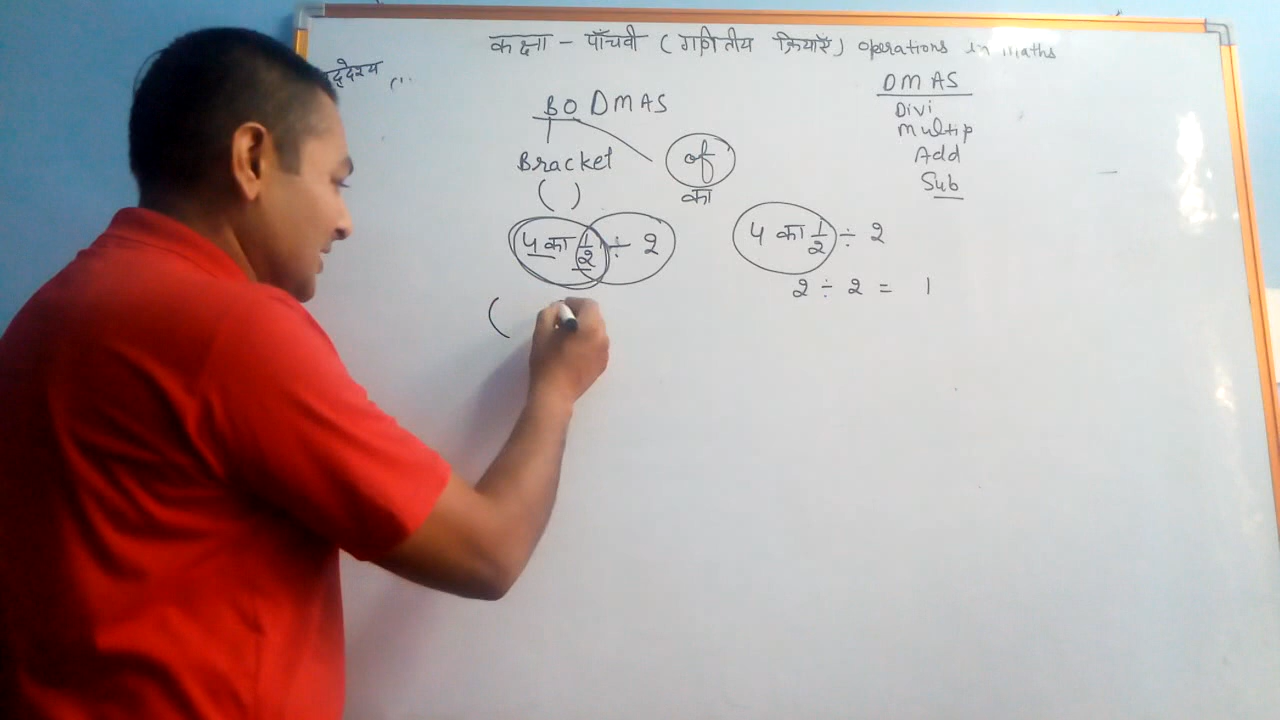 कक्षा - पाँचवी ( गणितीय क्रियाएँ ) operations in Maths
द्देश्य
BODMAS
Bracket
( )
of
का
4 का 1/2 ÷ 2
(
DMAS
Divi
Multip
Add
Sub
4 का 1/2 ÷ 2
2 ÷ 2 = 1